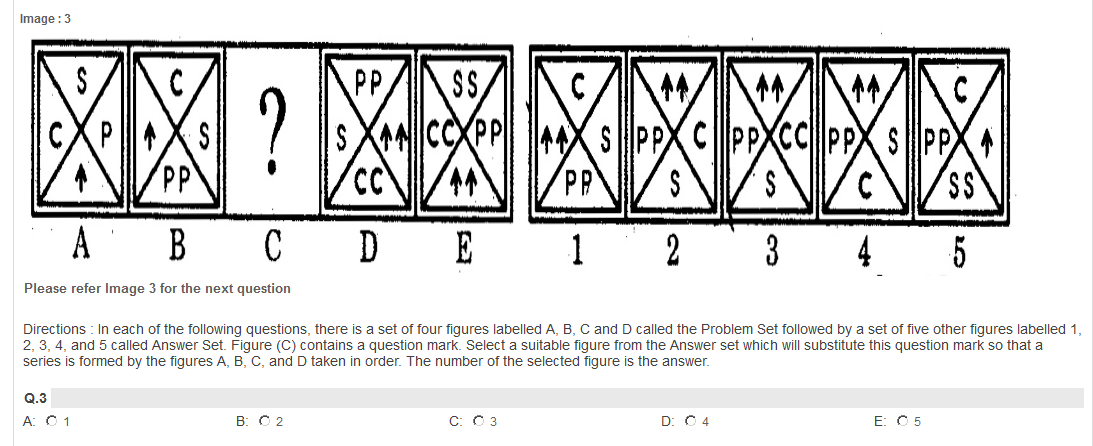 Image : 3
S C PP SS C ↑↑ ↑↑ ↑↑ C
C P ↑ S ? S ↑↑ CC PP ↑↑ S PP C PP CC PP S PP ↑
↑ PP CC ↑↑ PP S S C SS
A B C D E 1 2 3 4 5
Please refer Image 3 for the next question
Directions : In each of the following questions, there is a set of four figures labelled A, B, C and D called the Problem Set followed by a set of five other figures labelled 1,
2, 3, 4, and 5 called Answer Set. Figure (C) contains a question mark. Select a suitable figure from the Answer set which will substitute this question mark so that a
series is formed by the figures A, B, C, and D taken in order. The number of the selected figure is the answer.
Q.3
A: 1 B: 2 C: 3 D: 4 E: 5